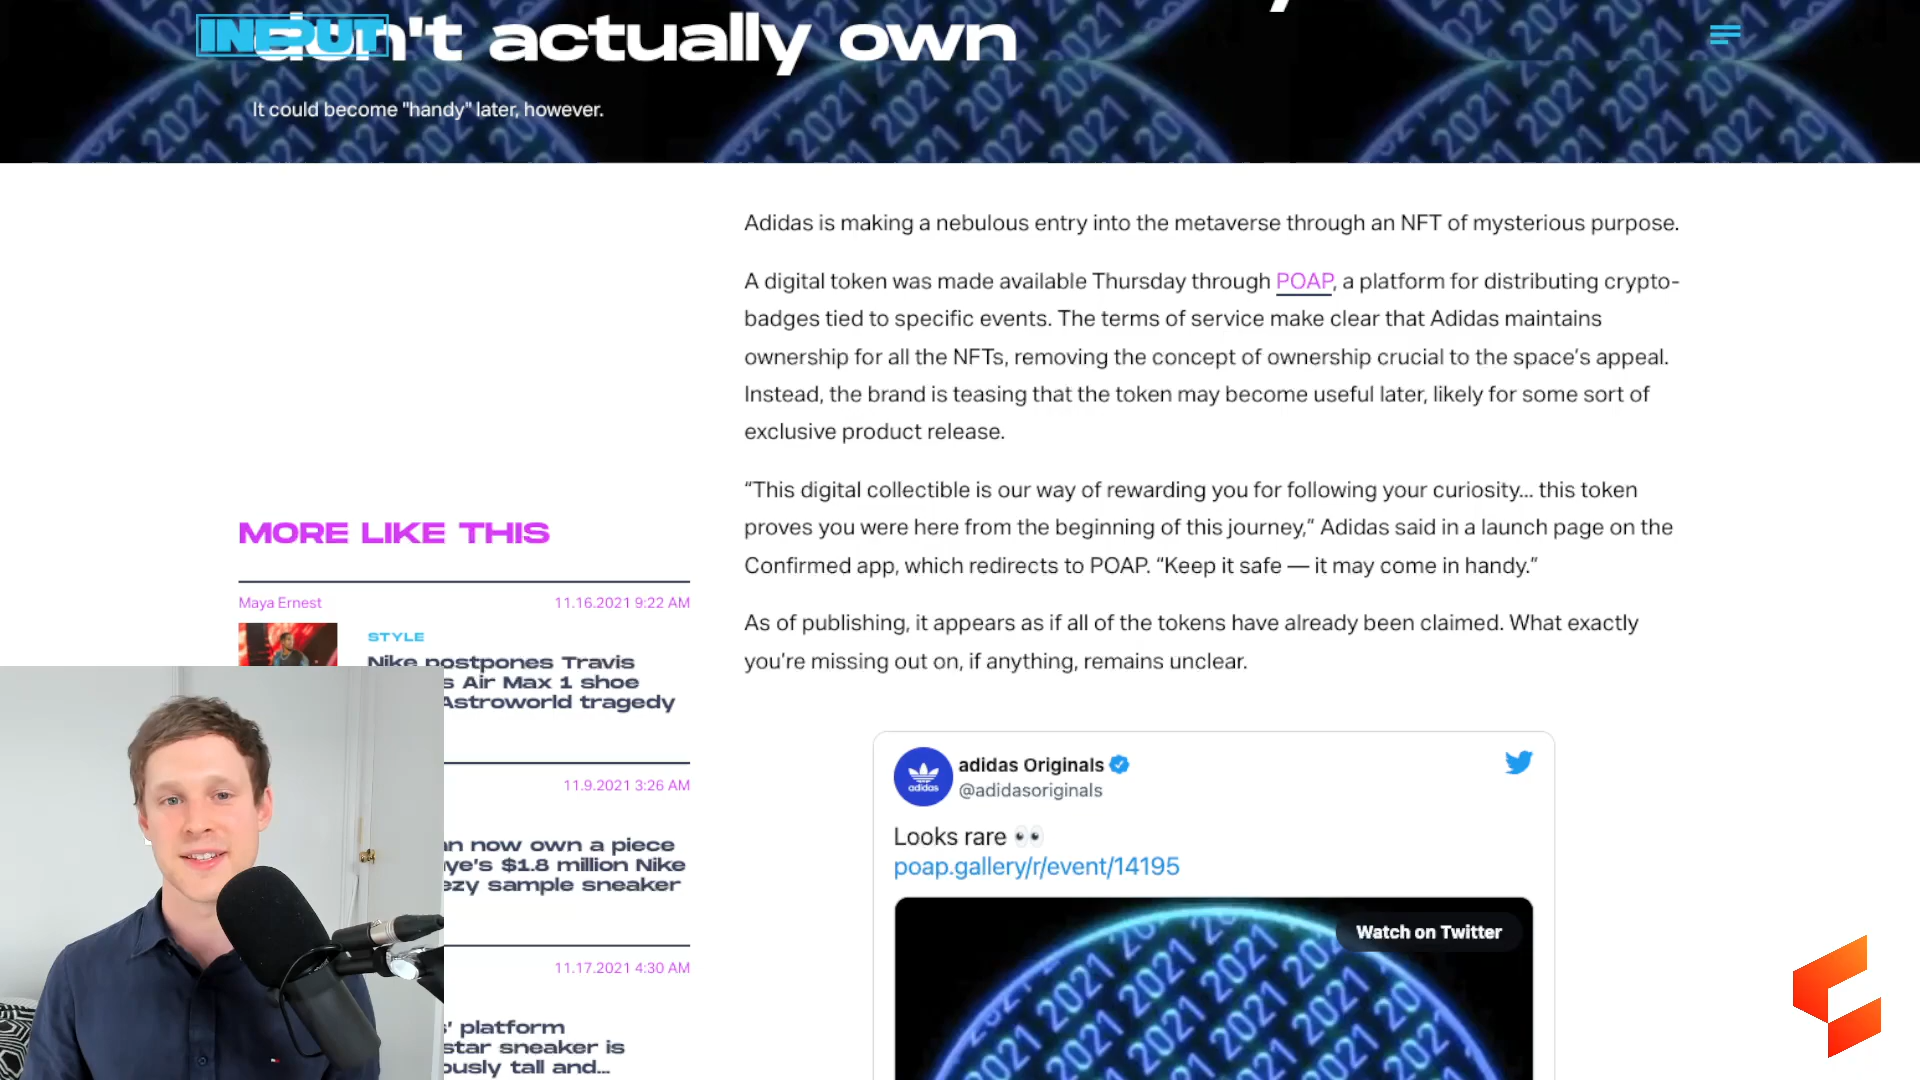 INPUT
don't actually own
It could become "handy" later, however.
Adidas is making a nebulous entry into the metaverse through an NFT of mysterious purpose.
A digital token was made available Thursday through POAP, a platform for distributing crypto-
badges tied to specific events. The terms of service make clear that Adidas maintains
ownership for all the NFTs, removing the concept of ownership crucial to the space's appeal.
Instead, the brand is teasing that the token may become useful later, likely for some sort of
exclusive product release.
“This digital collectible is our way of rewarding you for following your curiosity... this token
proves you were here from the beginning of this journey,” Adidas said in a launch page on the
Confirmed app, which redirects to POAP. “Keep it safe — it may come in handy.”
As of publishing, it appears as if all of the tokens have already been claimed. What exactly
you're missing out on, if anything, remains unclear.
MORE LIKE THIS
Maya Ernest 11.16.2021 9:22 AM
STYLE
Nike postpones Travis
Air Max 1 shoe
Astroworld tragedy
11.9.2021 3:26 AM
now own a piece
$1.8 million Nike
sample sneaker
11.17.2021 4:30 AM
platform
star sneaker is
tall and...
adidas
adidas Originals
@adidasoriginals
Looks rare 👀
poap.gallery/r/event/14195
Watch on Twitter
2021 2021 2021 2021